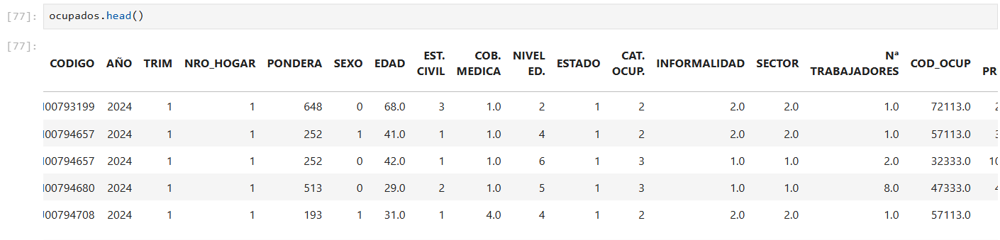 [77]: ocupados.head()
[77]:
CODIGO AÑO TRIM NRO_HOGAR PONDERA SEXO EDAD EST. CIVIL COB. MEDICA NIVEL ED. ESTADO CAT. OCUP. INFORMALIDAD SECTOR Nª TRABAJADORES COD_OCUP PR
00793199 2024 1 1 648 0 68.0 3 1.0 2 1 2 2.0 2.0 1.0 72113.0 2
00794657 2024 1 1 252 1 41.0 1 1.0 4 1 2 2.0 2.0 1.0 57113.0 3
00794657 2024 1 1 252 0 42.0 1 1.0 6 1 3 1.0 1.0 2.0 32333.0 10
00794680 2024 1 1 513 0 29.0 2 1.0 5 1 3 1.0 1.0 8.0 47333.0 4
00794708 2024 1 1 193 1 31.0 1 4.0 4 1 2 2.0 2.0 1.0 57113.0